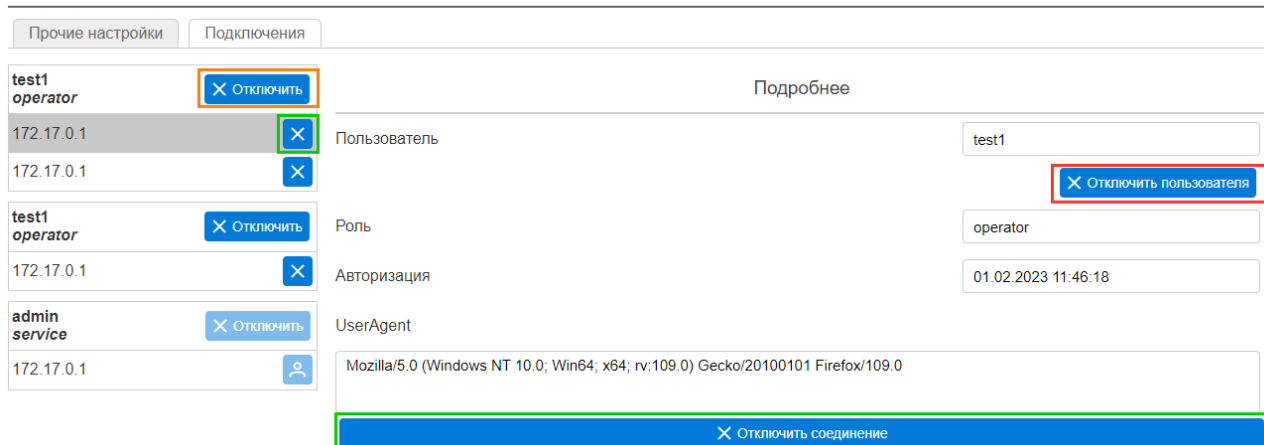 Прочие настройки
Подключения
test1
operator
Отключить
172.17.0.1
172.17.0.1
test1
operator
Отключить
172.17.0.1
admin
service
Отключить
172.17.0.1
Подробнее
Пользователь
test1
Отключить пользователя
Роль
operator
Авторизация
01.02.2023 11:46:18
UserAgent
Mozilla/5.0 (Windows NT 10.0; Win64; x64; rv:109.0) Gecko/20100101 Firefox/109.0
Отключить соединение